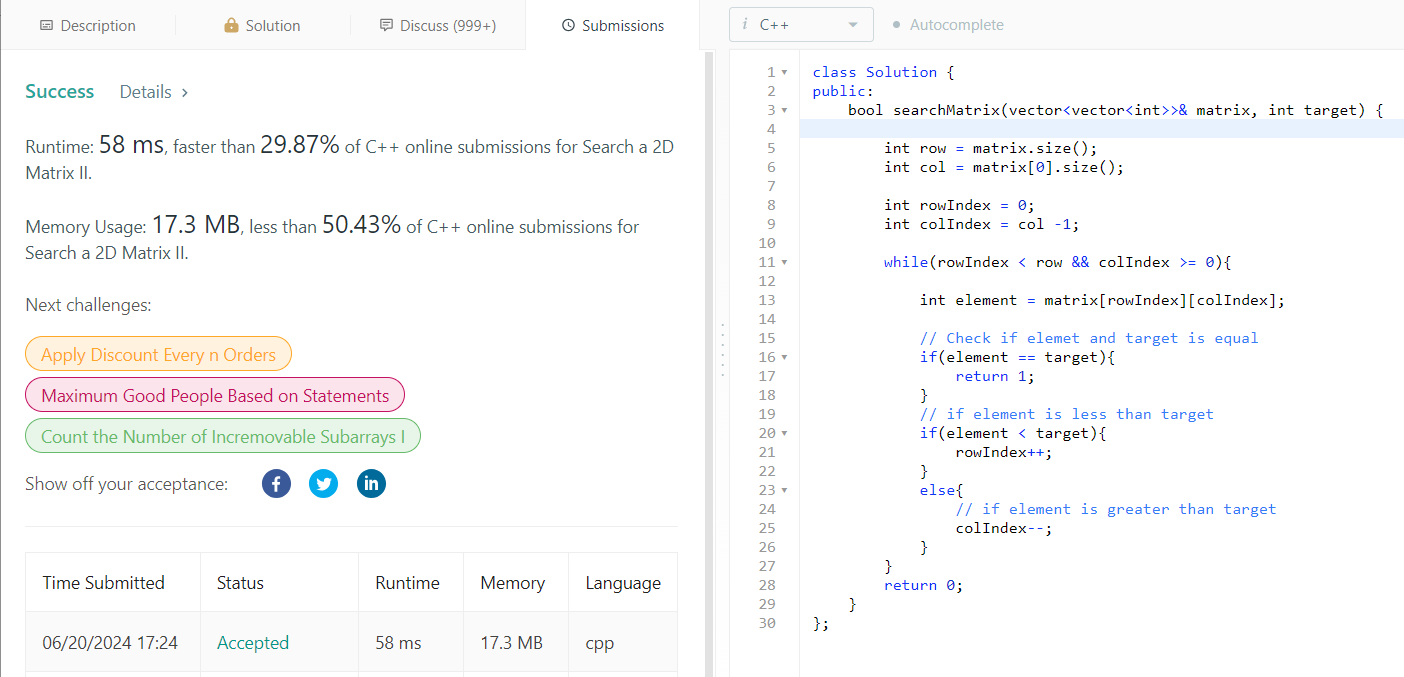 Description
Solution
Discuss (999+)
Submissions
Success Details >
Runtime: 58 ms, faster than 29.87% of C++ online submissions for Search a 2D
Matrix II.
Memory Usage: 17.3 MB, less than 50.43% of C++ online submissions for
Search a 2D Matrix II.
Next challenges:
Apply Discount Every n Orders
Maximum Good People Based on Statements
Count the Number of Incremovable Subarrays I
Show off your acceptance:
Time Submitted Status Runtime Memory Language
06/20/2024 17:24 Accepted 58 ms 17.3 MB cpp
i C++
Autocomplete
1 class Solution {
2 public:
3     bool searchMatrix(vector<vector<int>>& matrix, int target) {
4
5         int row = matrix.size();
6         int col = matrix[0].size();
7
8         int rowIndex = 0;
9         int colIndex = col -1;
10
11         while(rowIndex < row && colIndex >= 0){
12
13             int element = matrix[rowIndex][colIndex];
14
15             // Check if elemet and target is equal
16             if(element == target){
17                 return 1;
18             }
19             // if element is less than target
20             if(element < target){
21                 rowIndex++;
22             }
23             else{
24                 // if element is greater than target
25                 colIndex--;
26             }
27         }
28         return 0;
29     }
30 };